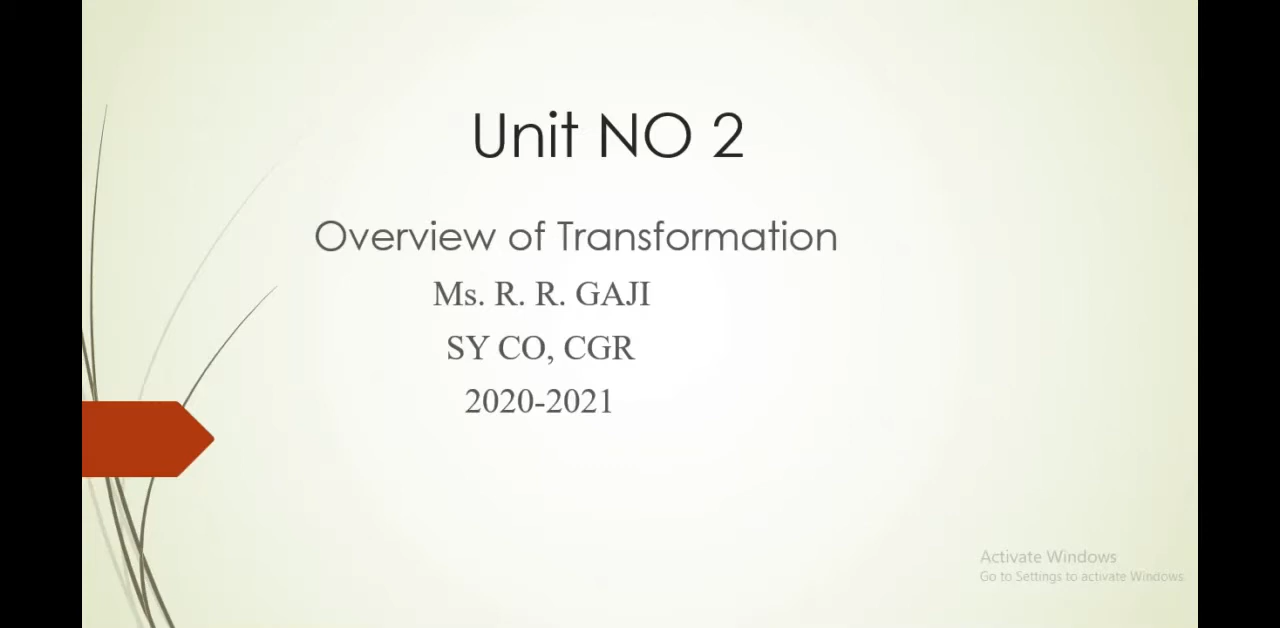 Unit NO 2
Overview of Transformation
Ms. R. R. GAJI
SY CO, CGR
2020-2021
Activate Windows
Go to Settings to activate Windows.